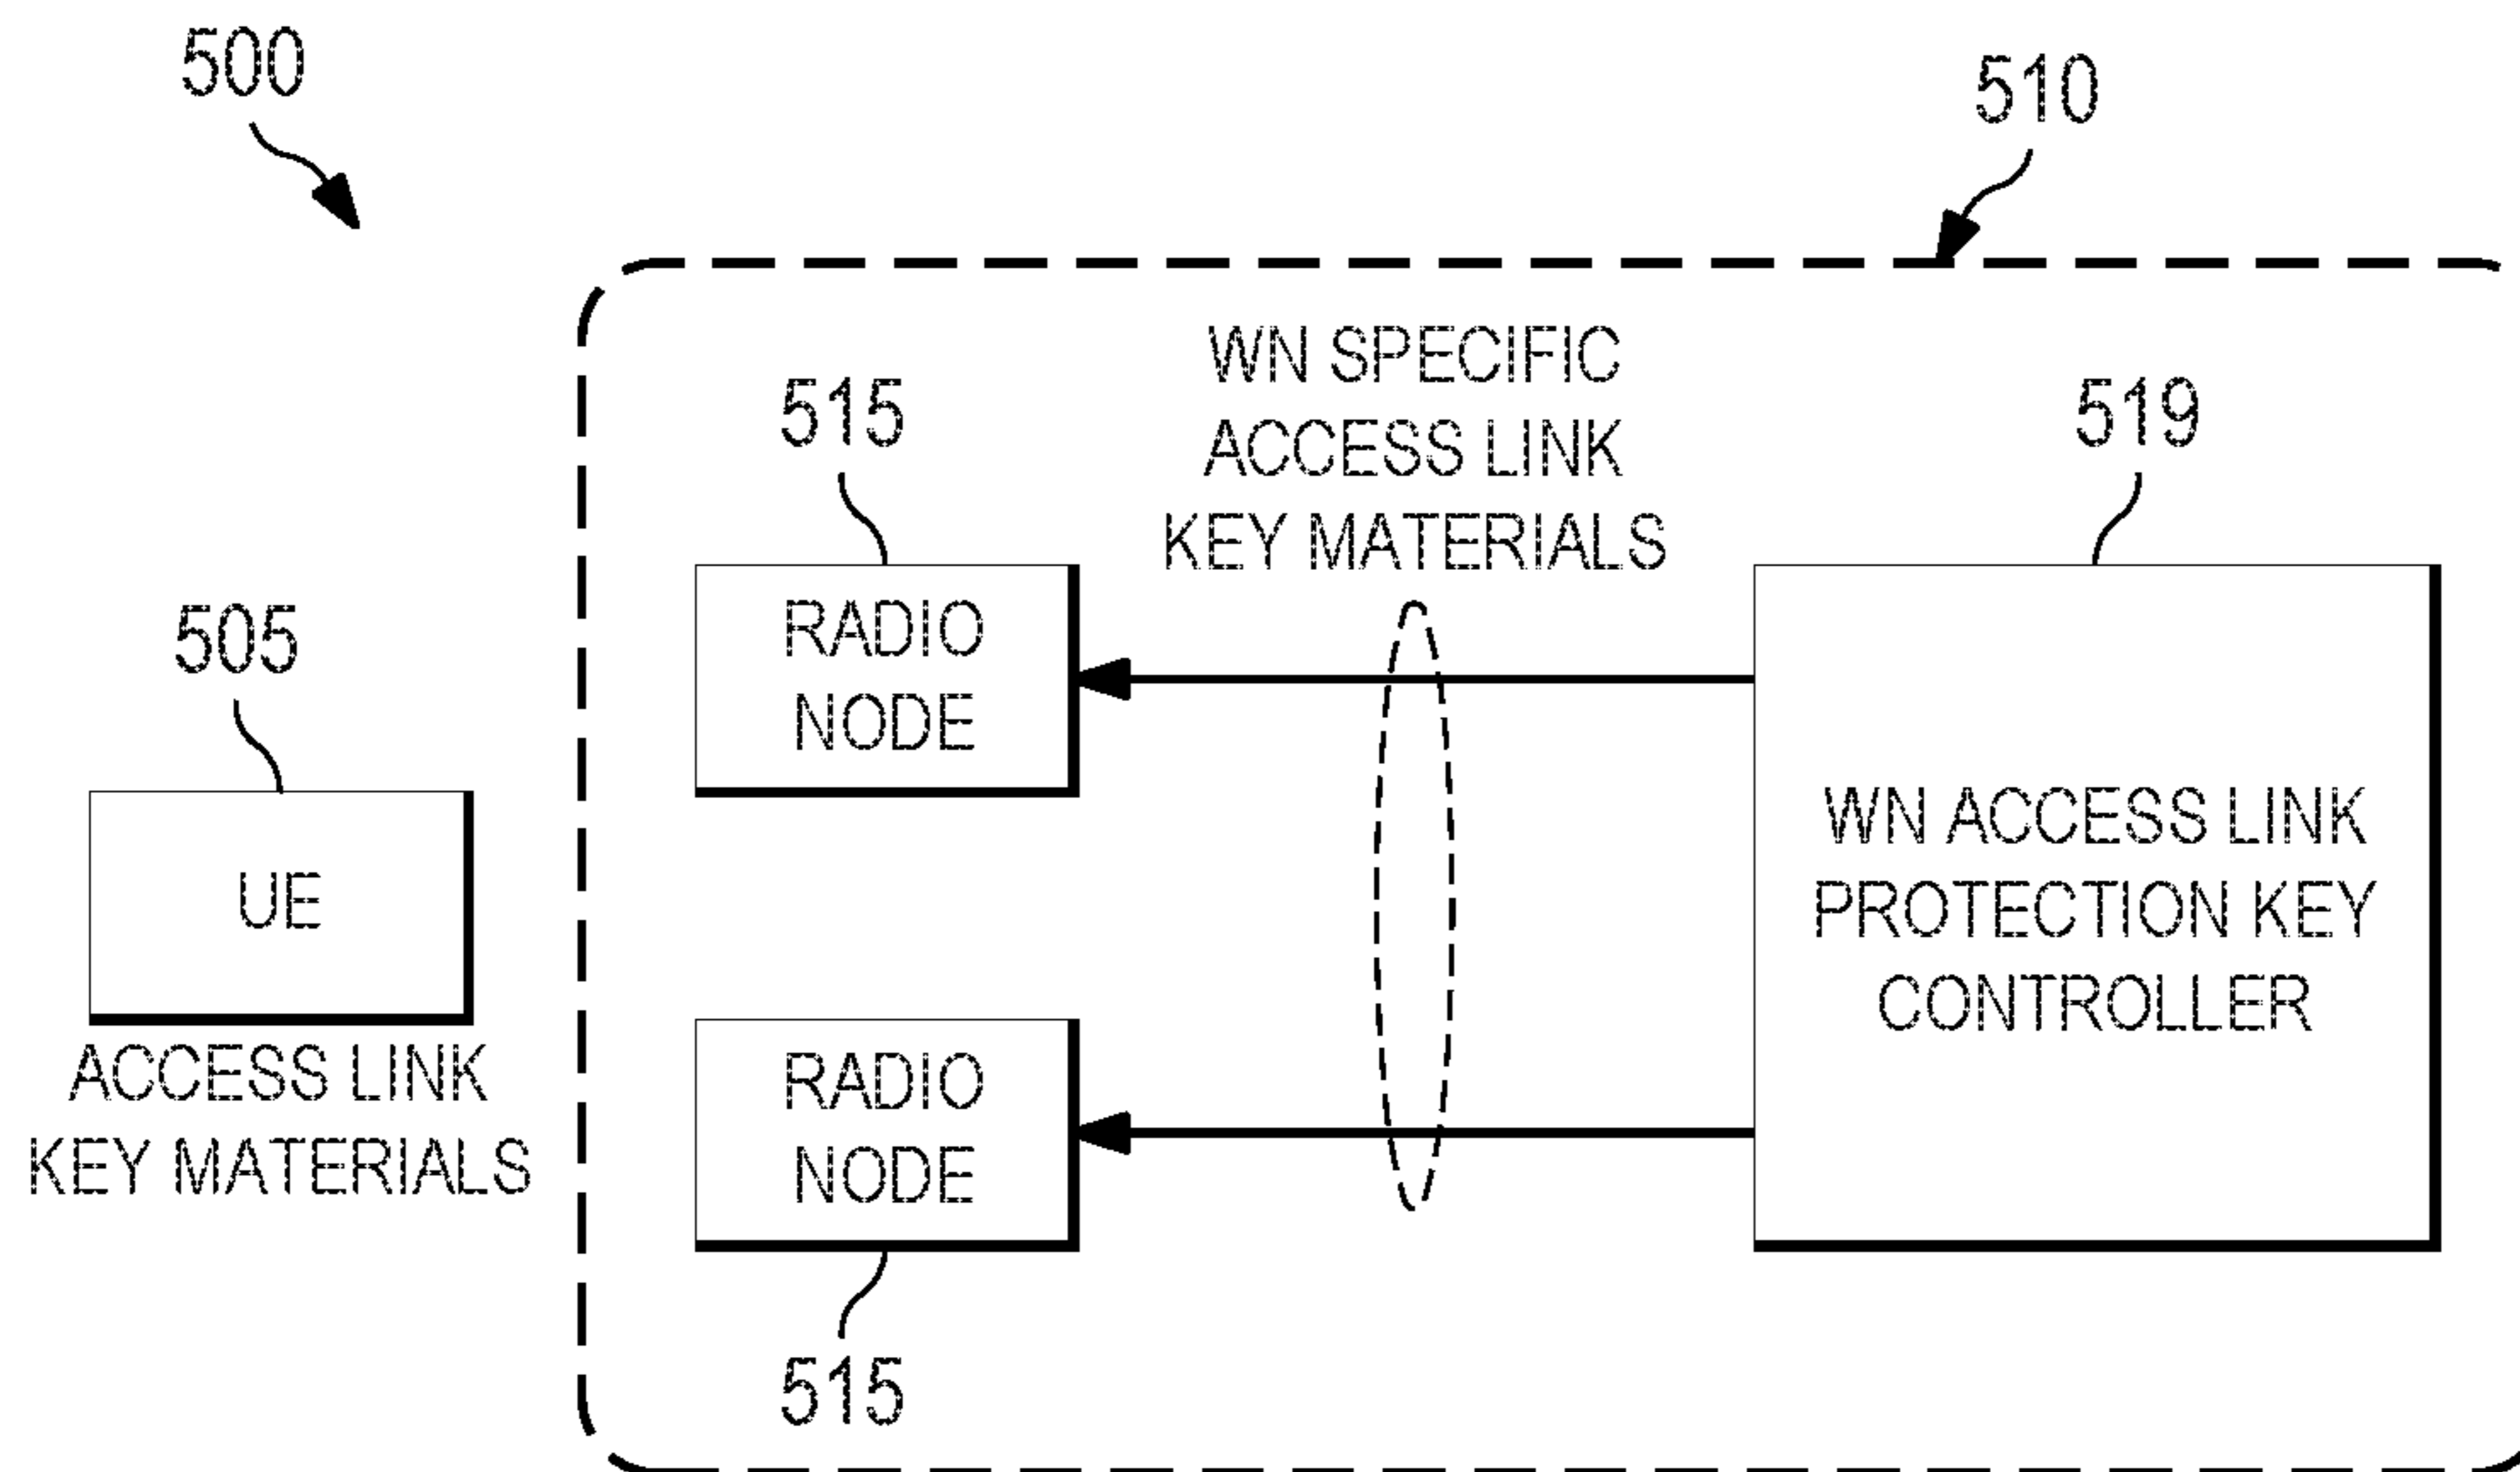 500
510
WN SPECIFIC
ACCESS LINK
KEY MATERIALS
515
519
RADIO
NODE
505
UE
WN ACCESS LINK
PROTECTION KEY
CONTROLLER
ACCESS LINK
KEY MATERIALS
RADIO
NODE
515